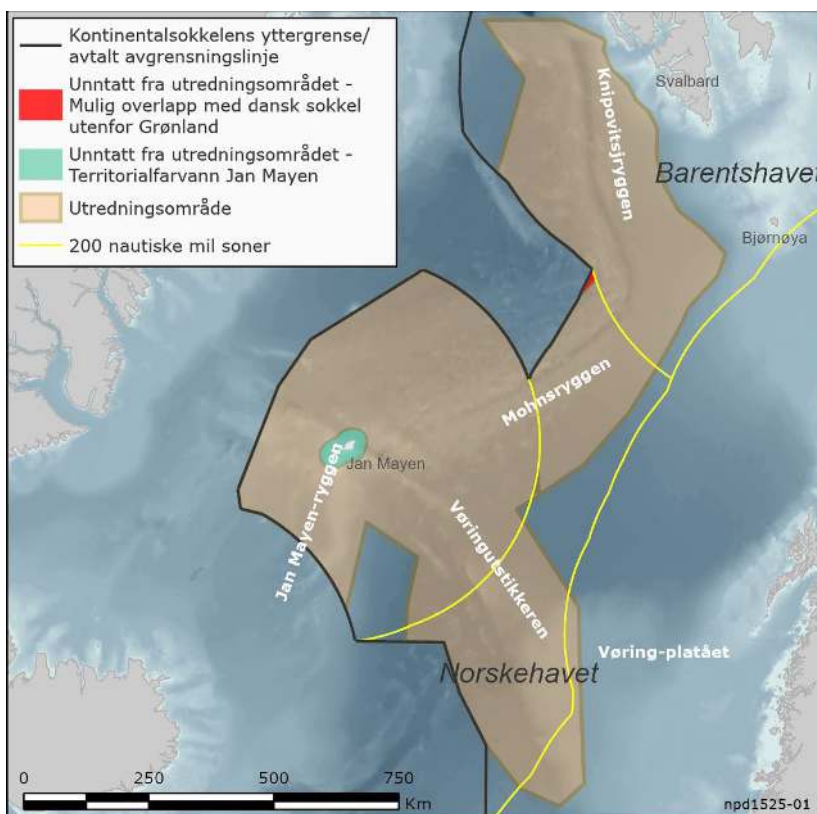 Kontinentalsokkelens yttergrense/
avtalt avgrensningslinje
Unntatt fra utredningsområdet -
Mulig overlapp med dansk sokkel
utenfor Grønland
Unntatt fra utredningsområdet -
Territorialfarvann Jan Mayen
Utredningsområde
200 nautiske mil soner
Svalbard
Knipovitsjryggen
Barentshavet
Bjørnøya
Mohnsryggen
Jan Mayen
Jan Mayen-ryggen
Vøringutstikkeren
Vøring-platået
Norskehavet
0 250 500 750
Km
npd1525-01